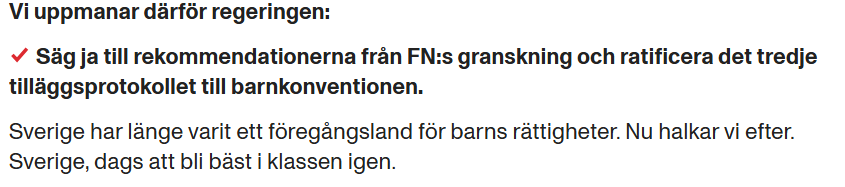 Vi uppmanar därför regeringen:
Säg ja till rekommendationerna från FN:s granskning och ratificera det tredje
tilläggsprotokollet till barnkonventionen.
Sverige har länge varit ett föregångsland för barns rättigheter. Nu halkar vi efter.
Sverige, dags att bli bäst i klassen igen.